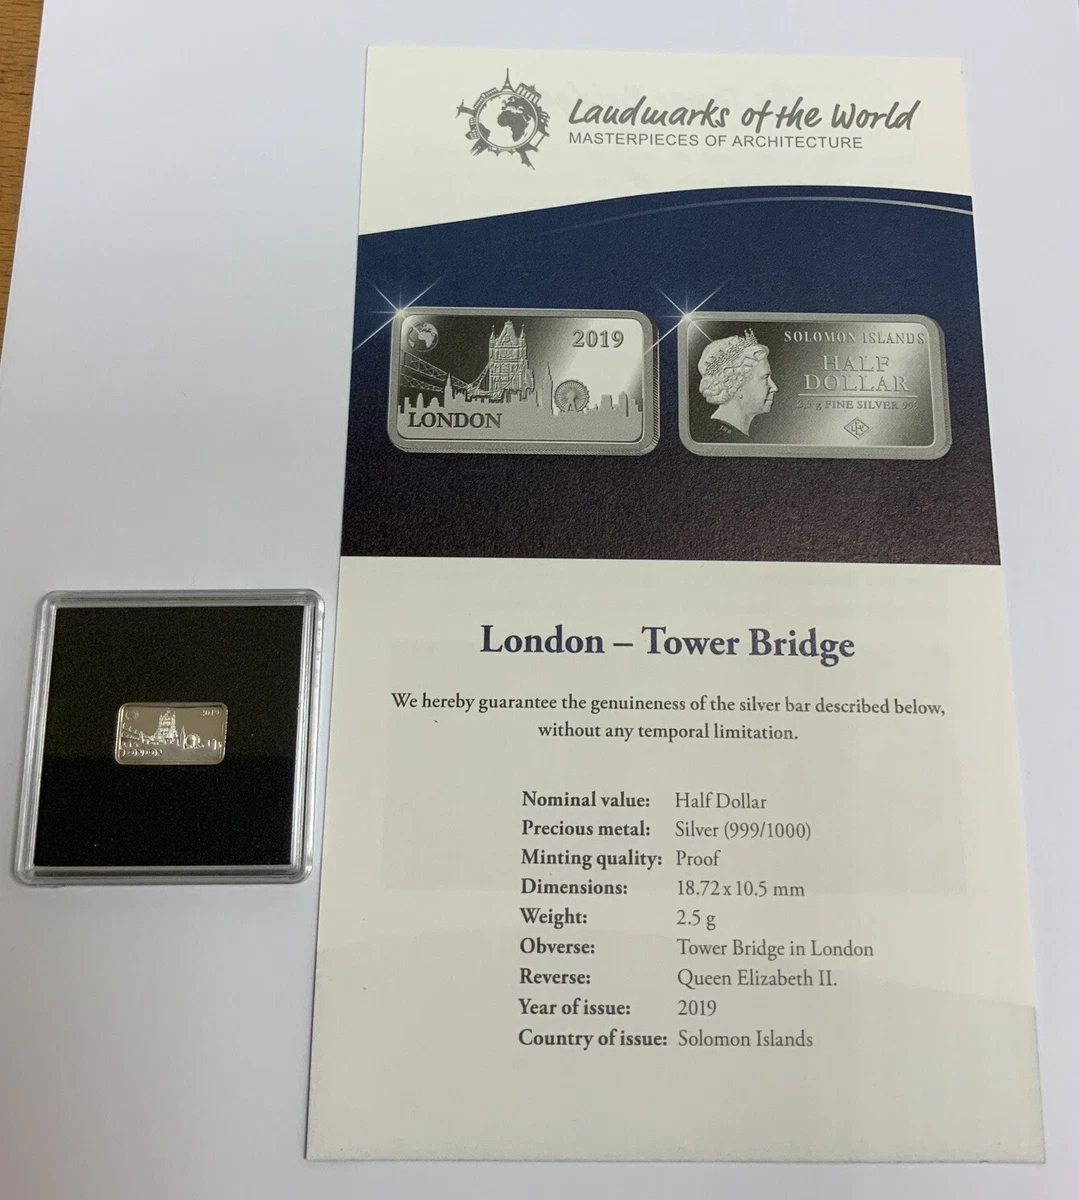 Landmarks of the World
MASTERPIECES OF ARCHITECTURE
2019
LONDON
SOLOMON ISLANDS
HALF
DOLLAR
2,5 g FINE SILVER 999
London – Tower Bridge
We hereby guarantee the genuineness of the silver bar described below,
without any temporal limitation.
Nominal value: Half Dollar
Precious metal: Silver (999/1000)
Minting quality: Proof
Dimensions: 18.72 x 10.5 mm
Weight: 2.5 g
Obverse: Tower Bridge in London
Reverse: Queen Elizabeth II.
Year of issue: 2019
Country of issue: Solomon Islands
2019
LONDON